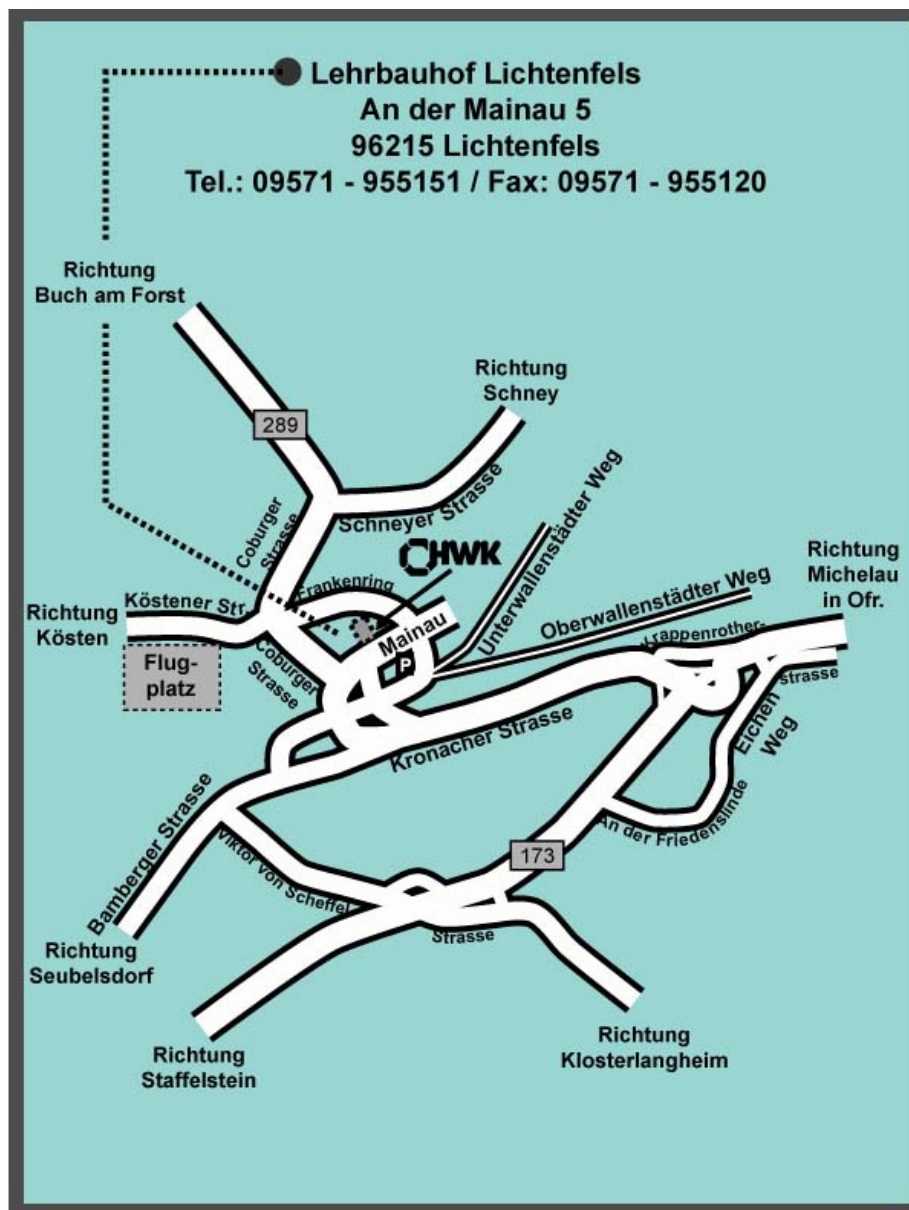 Lehrbauhof Lichtenfels
An der Mainau 5
96215 Lichtenfels
Tel.: 09571 - 955151 / Fax: 09571 - 955120
Richtung
Buch am Forst
Richtung
Schney
289
Coburger
Strasse
Schneyer Strasse
HWK
Unterwallenstädter Weg
Richtung
Michelau
in Ofr.
Frankenring
Köstener Str.
Richtung
Kösten
Mainau
Oberwallenstädter Weg
Krappenrother-
strasse
Flug-
platz
Coburger
Strasse
P
Kronacher Strasse
Eichen
Weg
An der Friedenslinde
Bamberger Strasse
Viktor von Scheffel
Strasse
173
Richtung
Seubelsdorf
Richtung
Staffelstein
Richtung
Klosterlangheim